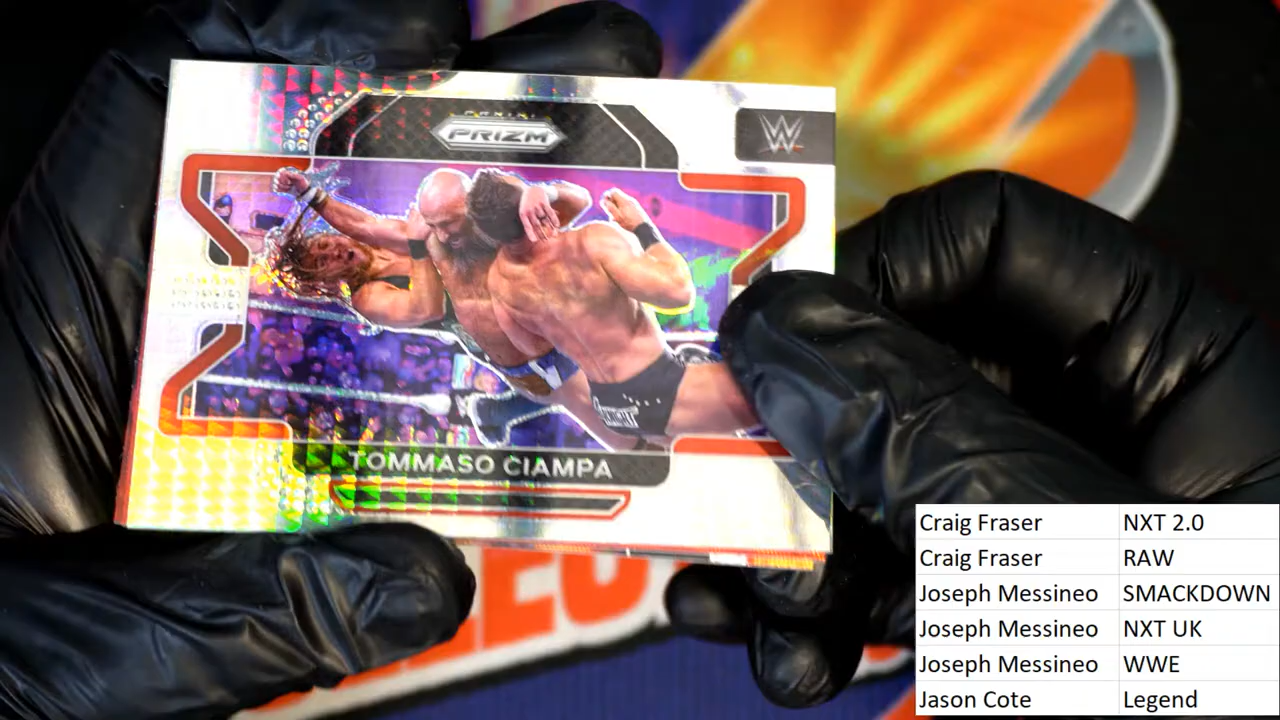 PANINI
PRIZM
W
TOMMASO CIAMPA
Craig Fraser NXT 2.0
Craig Fraser RAW
Joseph Messineo SMACKDOWN
Joseph Messineo NXT UK
Joseph Messineo WWE
Jason Cote Legend